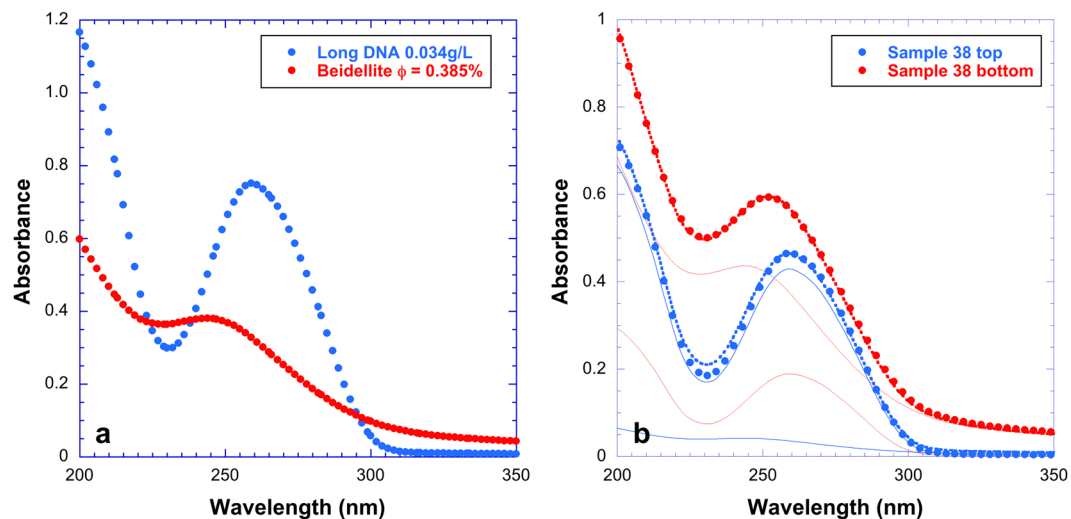 Long DNA 0.034g/L
Beidellite ϕ = 0.385%
1.2
1.0
0.8
0.6
0.4
0.2
0
200
250
300
350
Absorbance
Wavelength (nm)
a
Sample 38 top
Sample 38 bottom
1
0.8
0.6
0.4
0.2
0
200
250
300
350
Absorbance
Wavelength (nm)
b